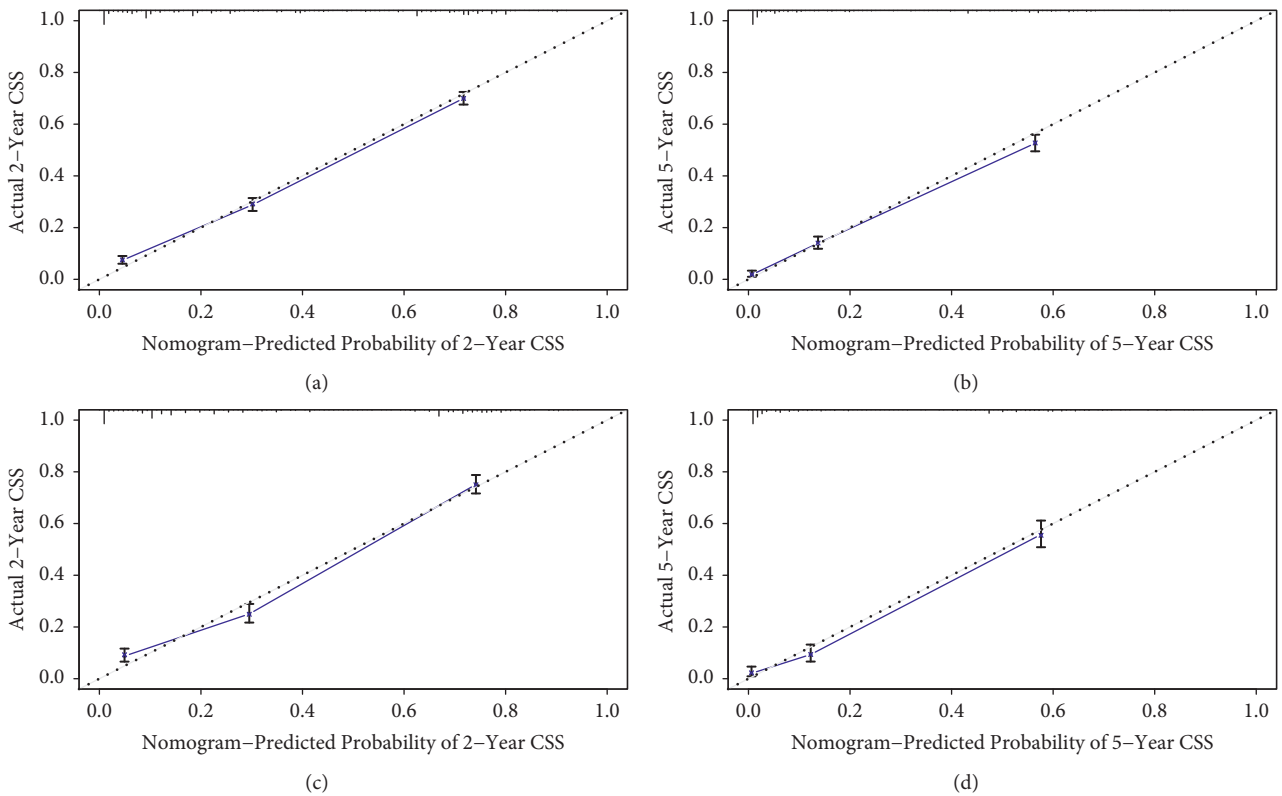 Actual 2−Year CSS
1.0
0.8
0.6
0.4
0.2
0.0
0.0 0.2 0.4 0.6 0.8 1.0
Nomogram−Predicted Probability of 2−Year CSS
(a)
Actual 5−Year CSS
1.0
0.8
0.6
0.4
0.2
0.0
0.0 0.2 0.4 0.6 0.8 1.0
Nomogram−Predicted Probability of 5−Year CSS
(b)
Actual 2−Year CSS
1.0
0.8
0.6
0.4
0.2
0.0
0.0 0.2 0.4 0.6 0.8 1.0
Nomogram−Predicted Probability of 2−Year CSS
(c)
Actual 5−Year CSS
1.0
0.8
0.6
0.4
0.2
0.0
0.0 0.2 0.4 0.6 0.8 1.0
Nomogram−Predicted Probability of 5−Year CSS
(d)